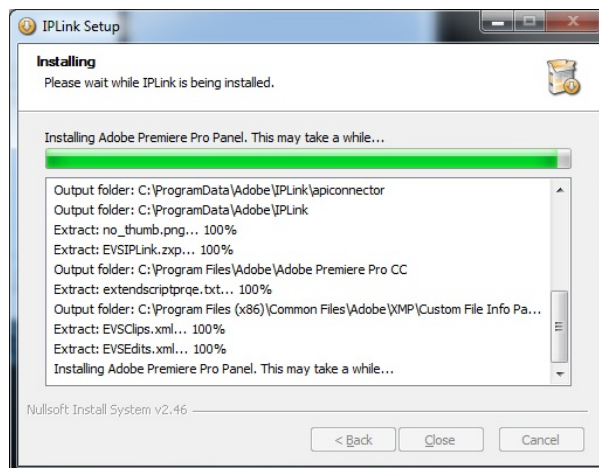 IPLink Setup
Installing
Please wait while IPLink is being installed.
Installing Adobe Premiere Pro Panel. This may take a while...
Output folder: C:\ProgramData\Adobe\IPLink\apiconnector
Output folder: C:\ProgramData\Adobe\IPLink
Extract: no_thumb.png... 100%
Extract: EVSIPLink.zxp... 100%
Output folder: C:\Program Files\Adobe\Adobe Premiere Pro CC
Extract: extendscriptprqe.txt... 100%
Output folder: C:\Program Files (x86)\Common Files\Adobe\XMP\Custom File Info Pa...
Extract: EVSClips.xml... 100%
Extract: EVSEdits.xml... 100%
Installing Adobe Premiere Pro Panel. This may take a while...
Nullsoft Install System v2.46
< Back Close Cancel